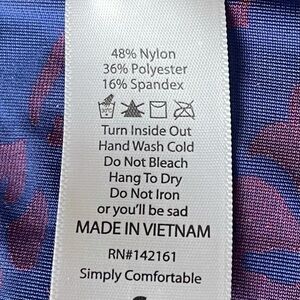 48% Nylon
36% Polyester
16% Spandex
Turn Inside Out
Hand Wash Cold
Do Not Bleach
Hang To Dry
Do Not Iron
or you'll be sad
MADE IN VIETNAM
RN#142161
Simply Comfortable